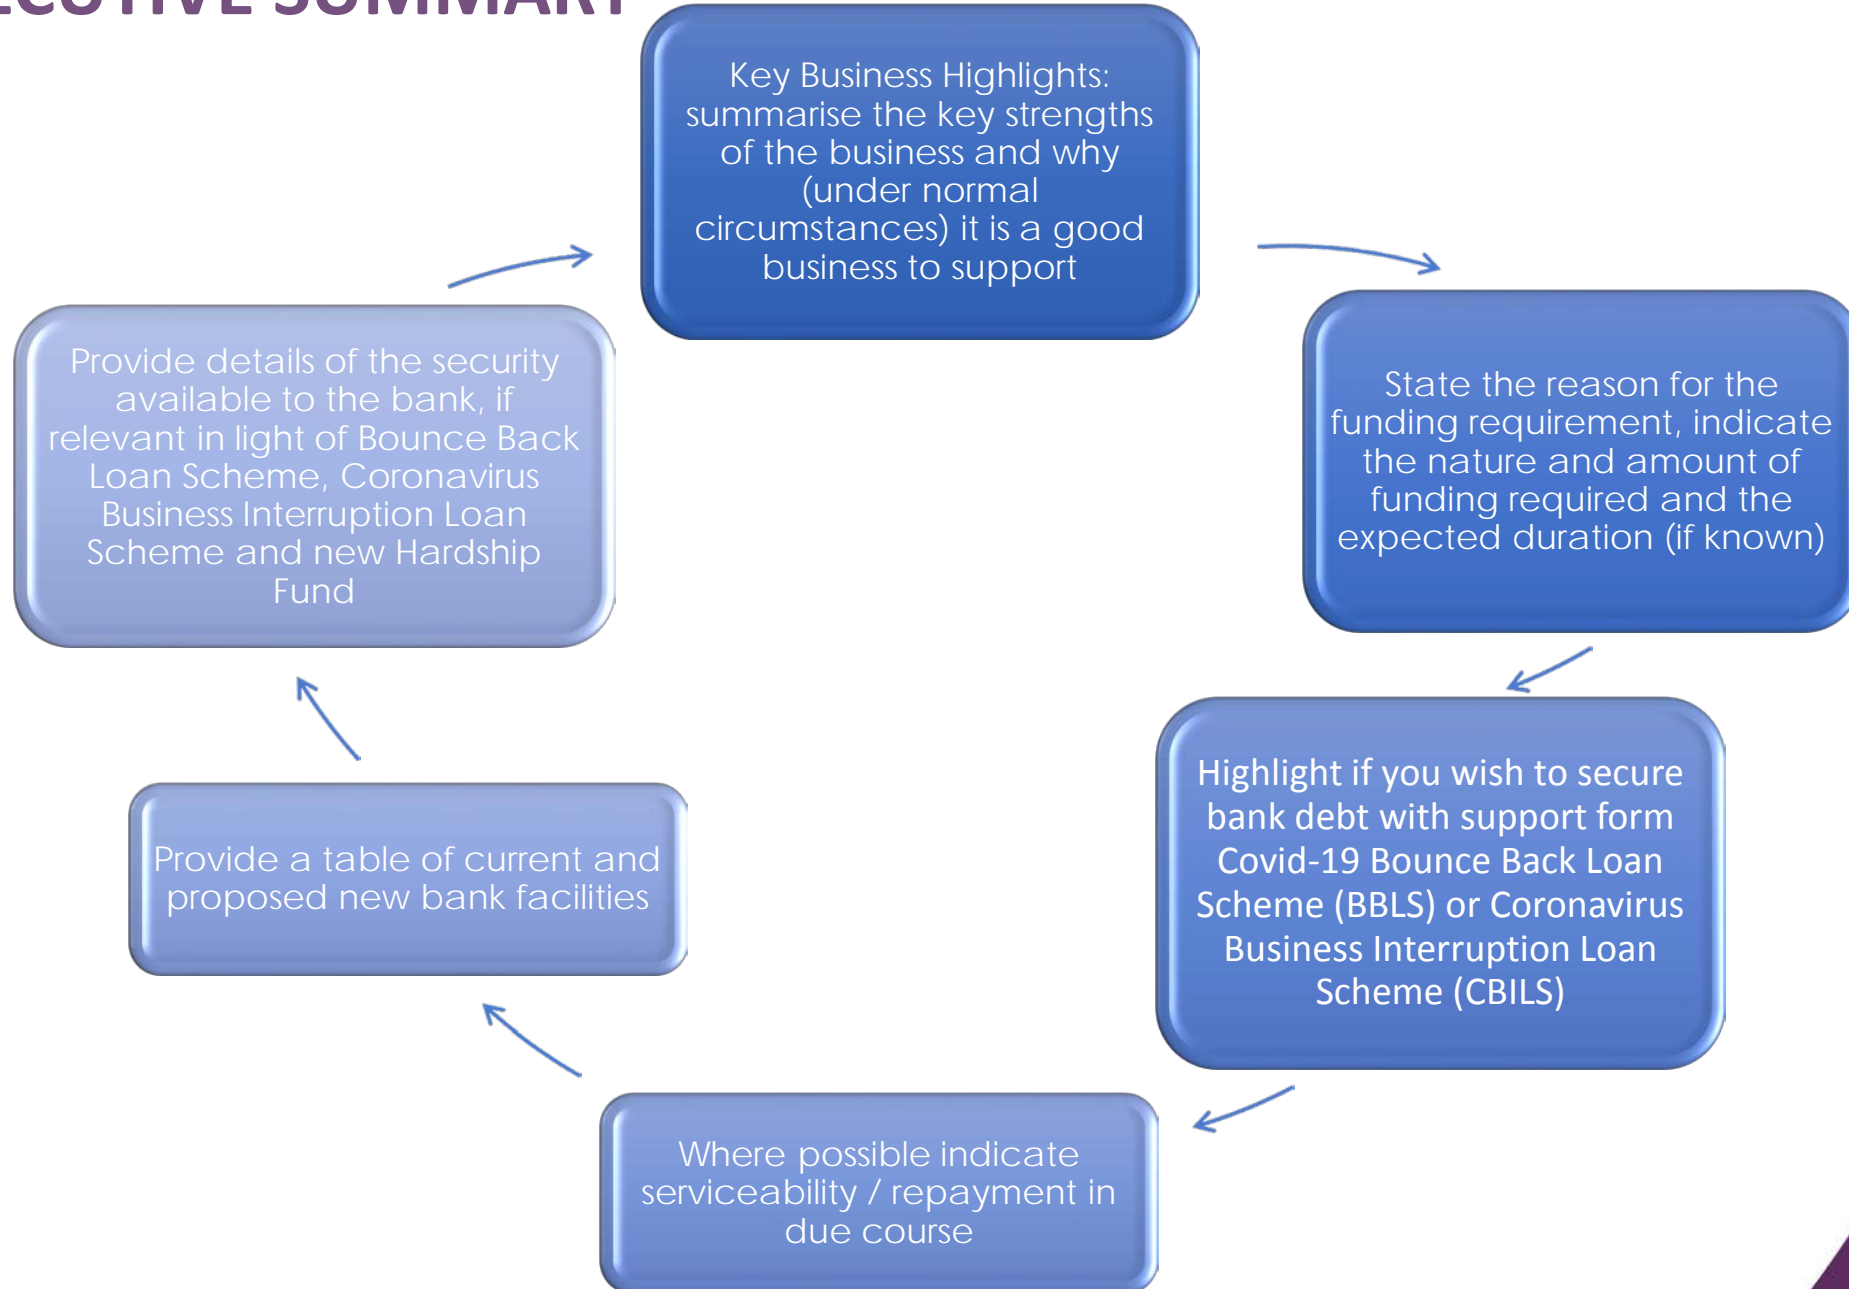 ECUTIVE SUMMARY
Key Business Highlights:
summarise the key strengths
of the business and why
(under normal
circumstances) it is a good
business to support
State the reason for the
funding requirement, indicate
the nature and amount of
funding required and the
expected duration (if known)
Highlight if you wish to secure
bank debt with support form
Covid-19 Bounce Back Loan
Scheme (BBLS) or Coronavirus
Business Interruption Loan
Scheme (CBILS)
Where possible indicate
serviceability / repayment in
due course
Provide a table of current and
proposed new bank facilities
Provide details of the security
available to the bank, if
relevant in light of Bounce Back
Loan Scheme, Coronavirus
Business Interruption Loan
Scheme and new Hardship
Fund